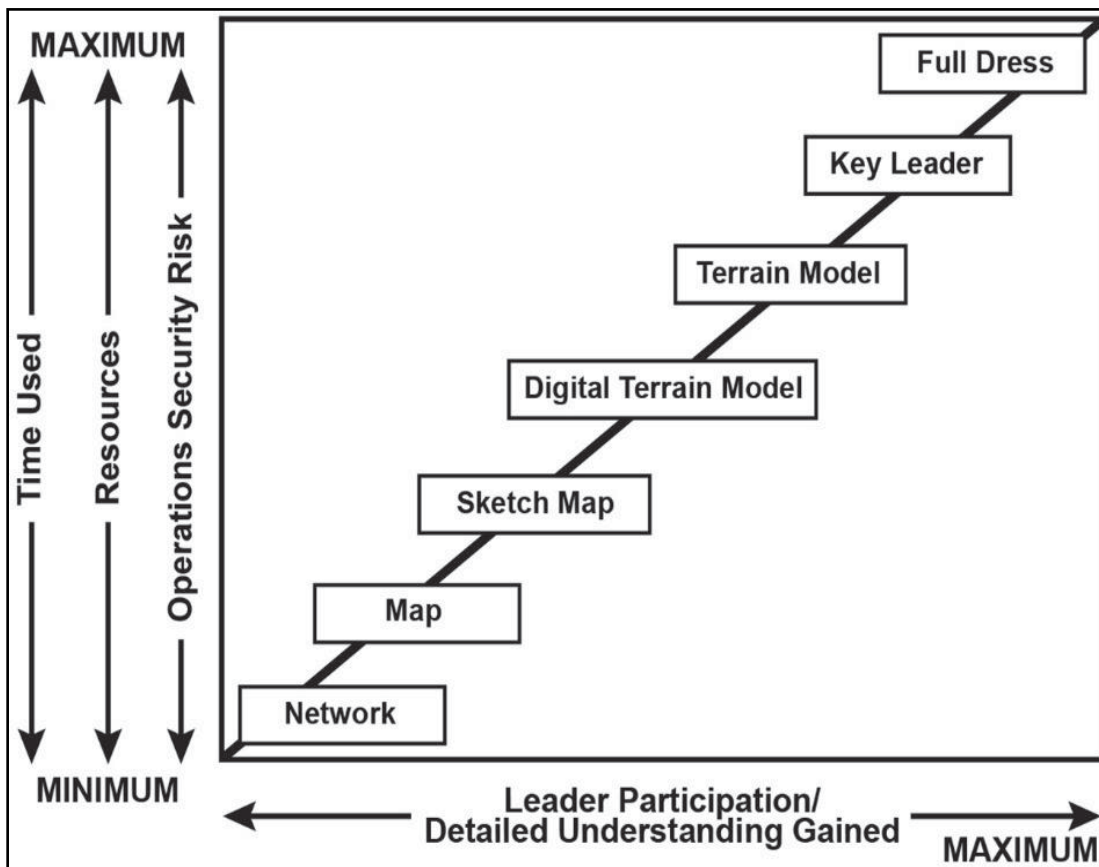 MAXIMUM
Time Used
Resources
Operations Security Risk
MINIMUM
Full Dress
Key Leader
Terrain Model
Digital Terrain Model
Sketch Map
Map
Network
Leader Participation/
Detailed Understanding Gained
MAXIMUM